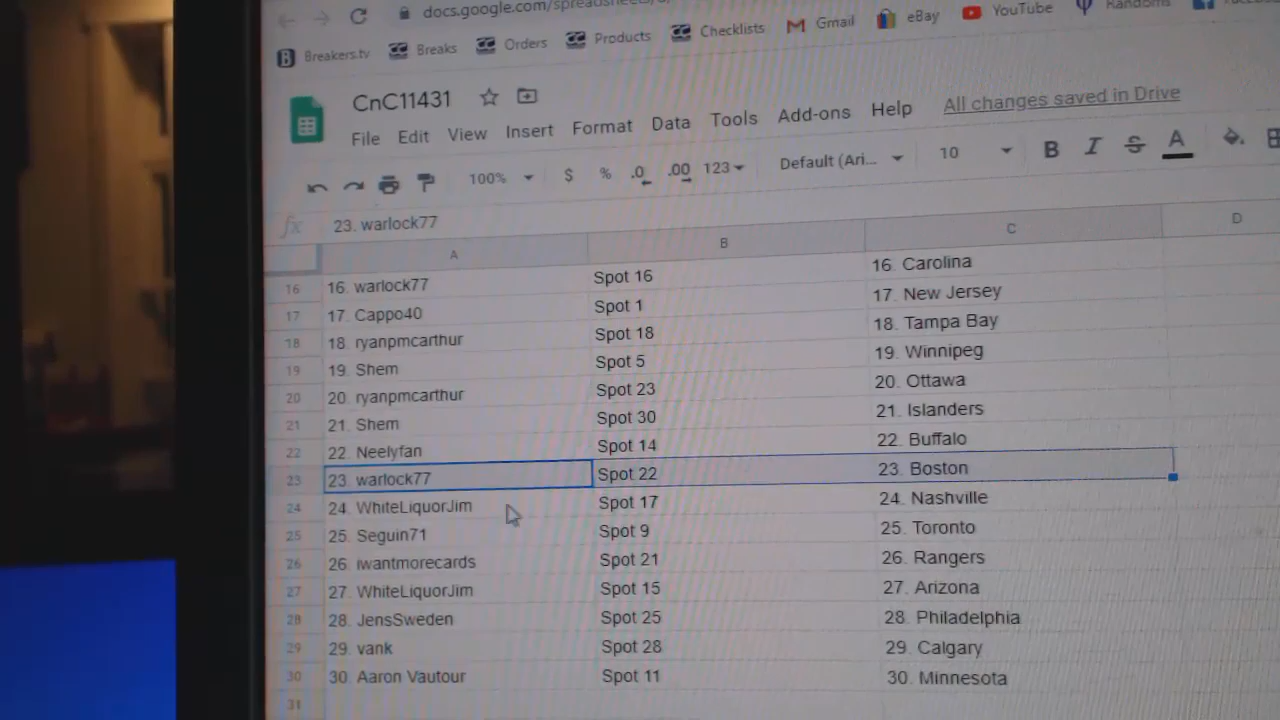 docs.google.com/spreadsheets/
Breakers.tv Breaks Orders Products Checklists Gmail eBay YouTube Randoms
CnC11431
File Edit View Insert Format Data Tools Add-ons Help All changes saved in Drive
100% $ % .0 .00 123 Default (Ari... 10 B I S A
fx 23. warlock77
A B C D
16 16. warlock77 Spot 16 16. Carolina
17 17. Cappo40 Spot 1 17. New Jersey
18 18. ryanpmcarthur Spot 18 18. Tampa Bay
19 19. Shem Spot 5 19. Winnipeg
20 20. ryanpmcarthur Spot 23 20. Ottawa
21 21. Shem Spot 30 21. Islanders
22 22. Neelyfan Spot 14 22. Buffalo
23 23. warlock77 Spot 22 23. Boston
24 24. WhiteLiquorJim Spot 17 24. Nashville
25 25. Seguin71 Spot 9 25. Toronto
26 26. iwantmorecards Spot 21 26. Rangers
27 27. WhiteLiquorJim Spot 15 27. Arizona
28 28. JensSweden Spot 25 28. Philadelphia
29 29. vank Spot 28 29. Calgary
30 30. Aaron Vautour Spot 11 30. Minnesota
31